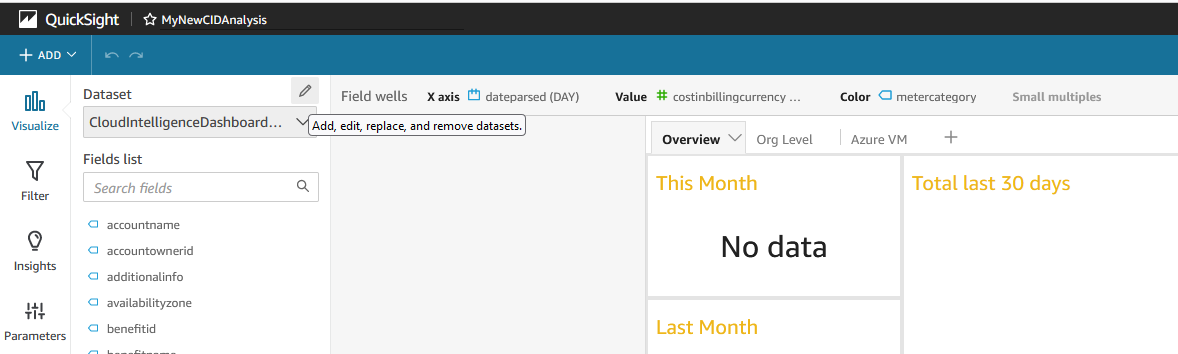 QuickSight MyNewCIDAnalysis
ADD
Visualize
Filter
Insights
Parameters
Dataset
CloudIntelligenceDashboard...
Add, edit, replace, and remove datasets.
Fields list
Search fields
accountname
accountownerid
additionalinfo
availabilityzone
benefitid
benefitname
Field wells X axis dateparsed (DAY) Value costinbillingcurrency ... Color metercategory Small multiples
Overview Org Level Azure VM
This Month
No data
Last Month
Total last 30 days